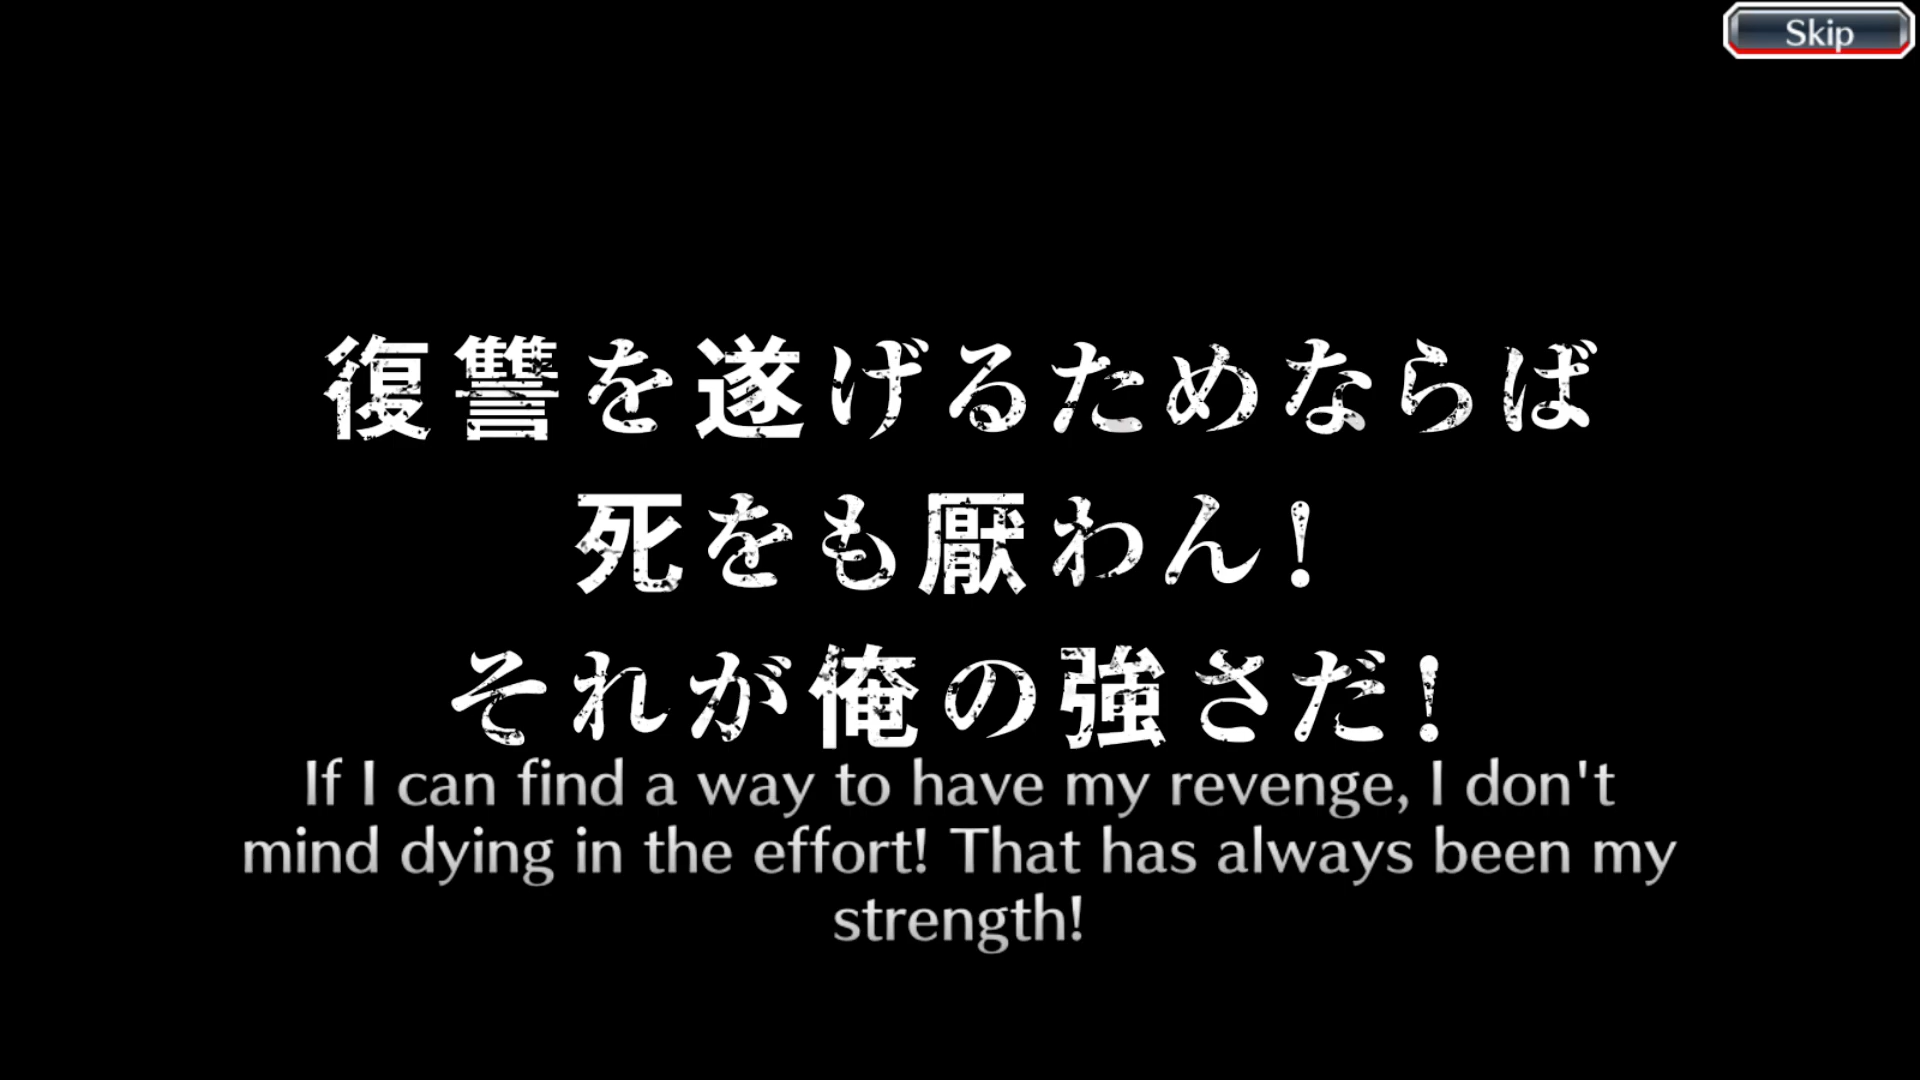 Skip
復讐を遂げるためならば
死をも厭わん!
それが俺の強さだ!
If I can find a way to have my revenge, I don't
mind dying in the effort! That has always been my
strength!